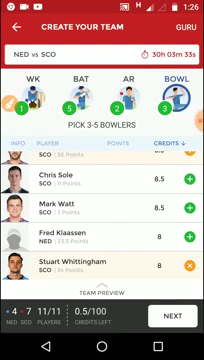 1:26
CREATE YOUR TEAM
GURU
NED vs SCO
30h 03m 33s
WK BAT AR BOWL
1 5 2 3
PICK 3-5 BOWLERS
INFO PLAYER POINTS CREDITS ↓
SCO | 26 Points
Chris Sole
SCO | 11 Points
8.5
Mark Watt
SCO | 3 Points
8.5
Fred Klaassen
NED | 23.5 Points
8
Stuart Whittingham
SCO | 34 Points
8
TEAM PREVIEW
4 7 11/11 0.5/100
NED SCO PLAYERS CREDITS LEFT
NEXT